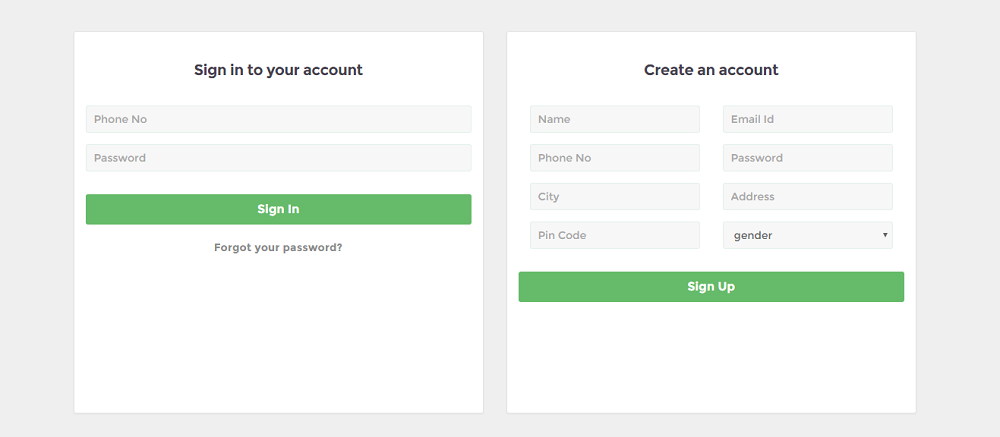 Sign in to your account
Phone No
Password
Sign In
Forgot your password?
Create an account
Name
Email Id
Phone No
Password
City
Address
Pin Code
gender
Sign Up